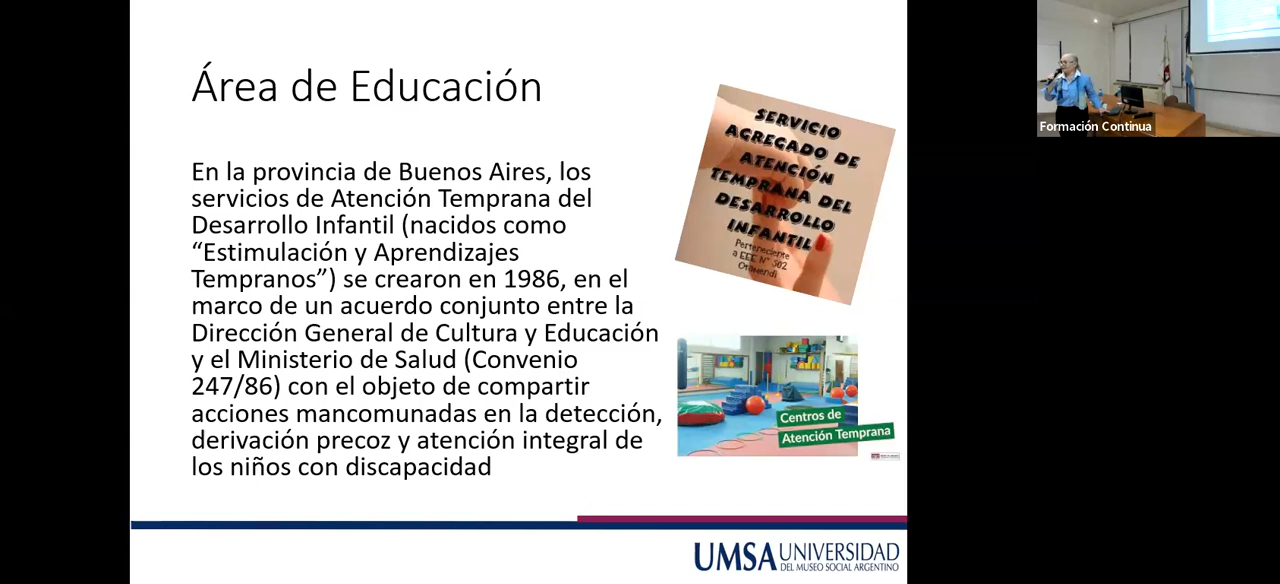 Área de Educación
En la provincia de Buenos Aires, los
servicios de Atención Temprana del
Desarrollo Infantil (nacidos como
“Estimulación y Aprendizajes
Tempranos”) se crearon en 1986, en el
marco de un acuerdo conjunto entre la
Dirección General de Cultura y Educación
y el Ministerio de Salud (Convenio
247/86) con el objeto de compartir
acciones mancomunadas en la detección,
derivación precoz y atención integral de
los niños con discapacidad
SERVICIO
AGREGADO DE
ATENCIÓN
TEMPRANA DEL
DESARROLLO
INFANTIL
Perteneciente
a EEE N° 502
Otamendi
Centros de
Atención Temprana
UMSA UNIVERSIDAD
DEL MUSEO SOCIAL ARGENTINO
Formación Continua